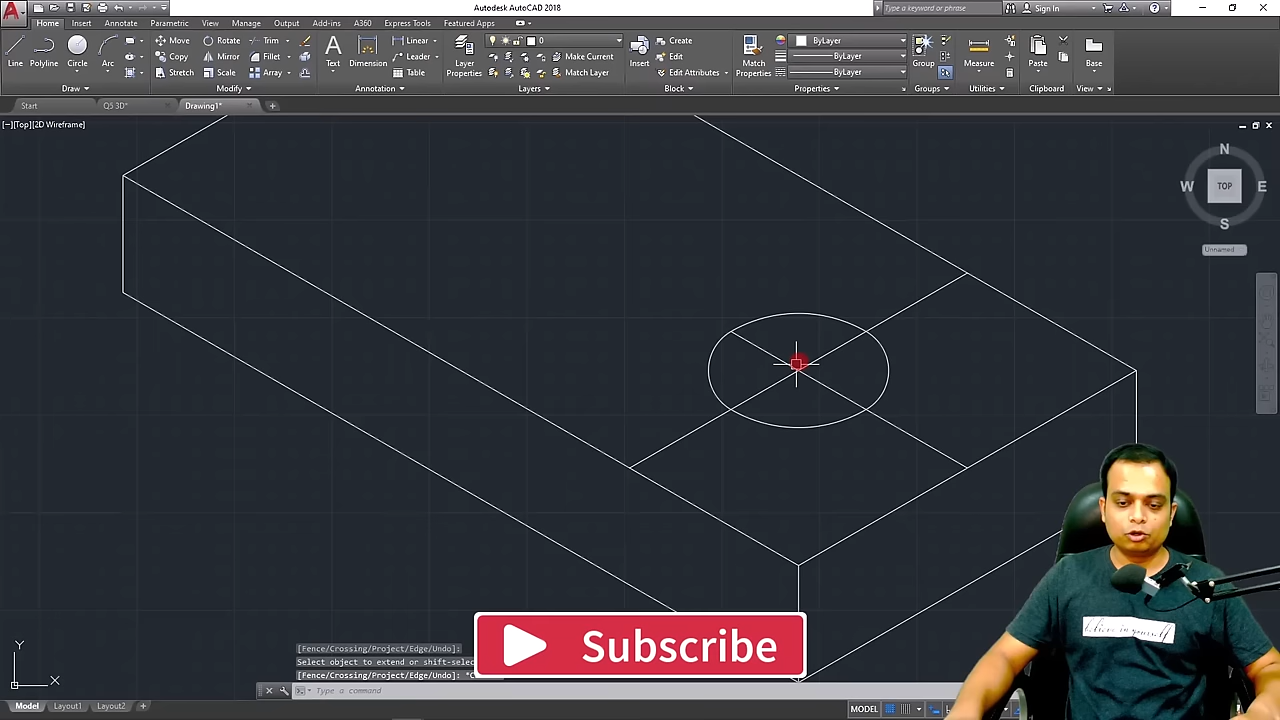 Autodesk AutoCAD 2018 Drawing1.dwg
Type a keyword or phrase
Sign In
Home Insert Annotate Parametric View Manage Output Add-ins A360 Express Tools Featured Apps
Line
Polyline
Circle
Arc
Draw
Move Rotate Trim
Copy Mirror Fillet
Stretch Scale Array
Modify
Text
Dimension
Linear
Leader
Table
Annotation
Layer
Properties
0
Make Current
Match Layer
Layers
Insert
Create
Edit
Edit Attributes
Block
Match
Properties
ByLayer
ByLayer
ByLayer
Properties
Group
Groups
Measure
Utilities
Paste
Clipboard
Base
View
Start Q5 3D* Drawing1*
[−][Top][2D Wireframe]
N
W TOP E
S
Unnamed
Y
X
[Fence/Crossing/Project/Edge/Undo]:
Select object to extend or shift-selec
[Fence/Crossing/Project/Edge/Undo]: *C
Subscribe
Type a command
Model Layout1 Layout2 +
MODEL